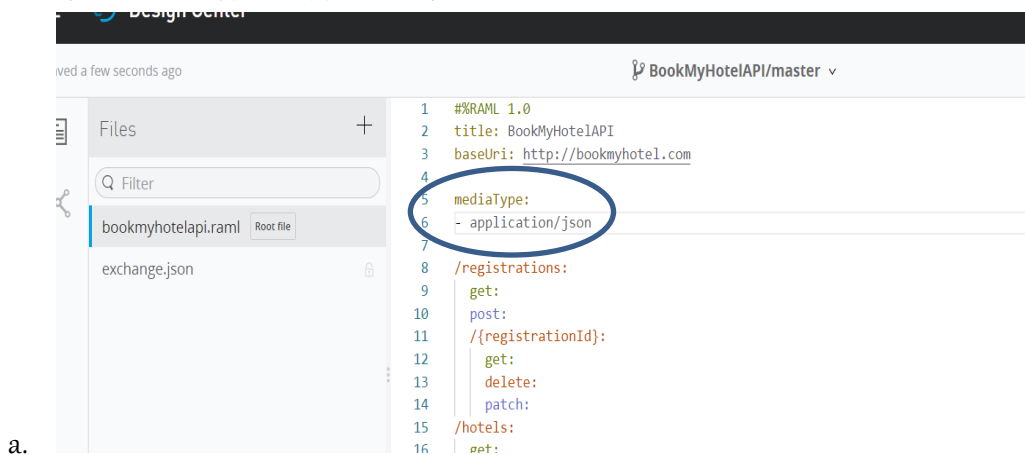 Design Center
a few seconds ago
BookMyHotelAPI/master
Files
Filter
bookmyhotelapi.raml Root file
exchange.json
1 #%RAML 1.0
2 title: BookMyHotelAPI
3 baseUri: http://bookmyhotel.com
4
5 mediaType:
6 - application/json
7
8 /registrations:
9 get:
10 post:
11 /{registrationId}:
12 get:
13 delete:
14 patch:
15 /hotels:
16 get:
a.